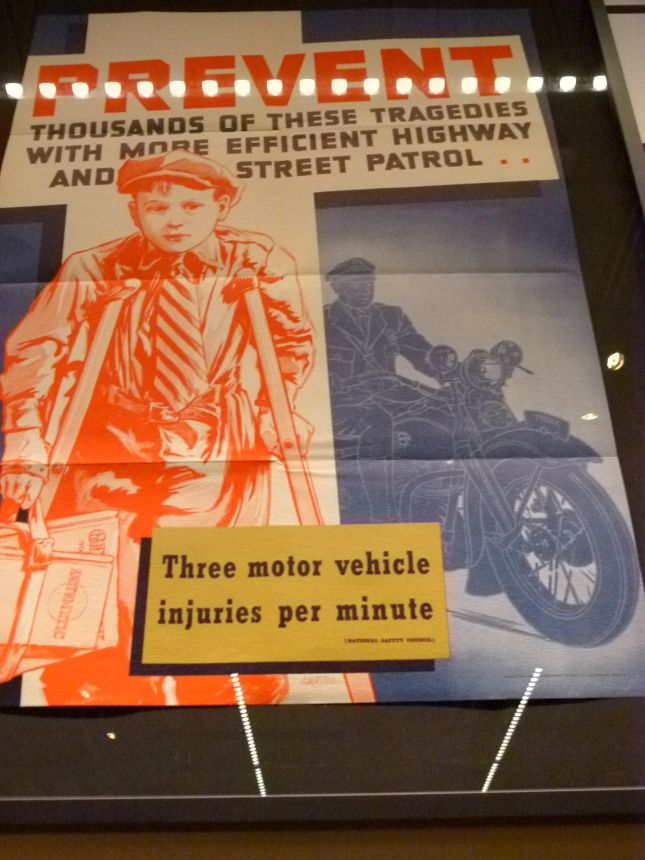 PREVENT
THOUSANDS OF THESE TRAGEDIES
WITH MORE EFFICIENT HIGHWAY
AND STREET PATROL . .
Three motor vehicle
injuries per minute
(NATIONAL SAFETY COUNCIL)